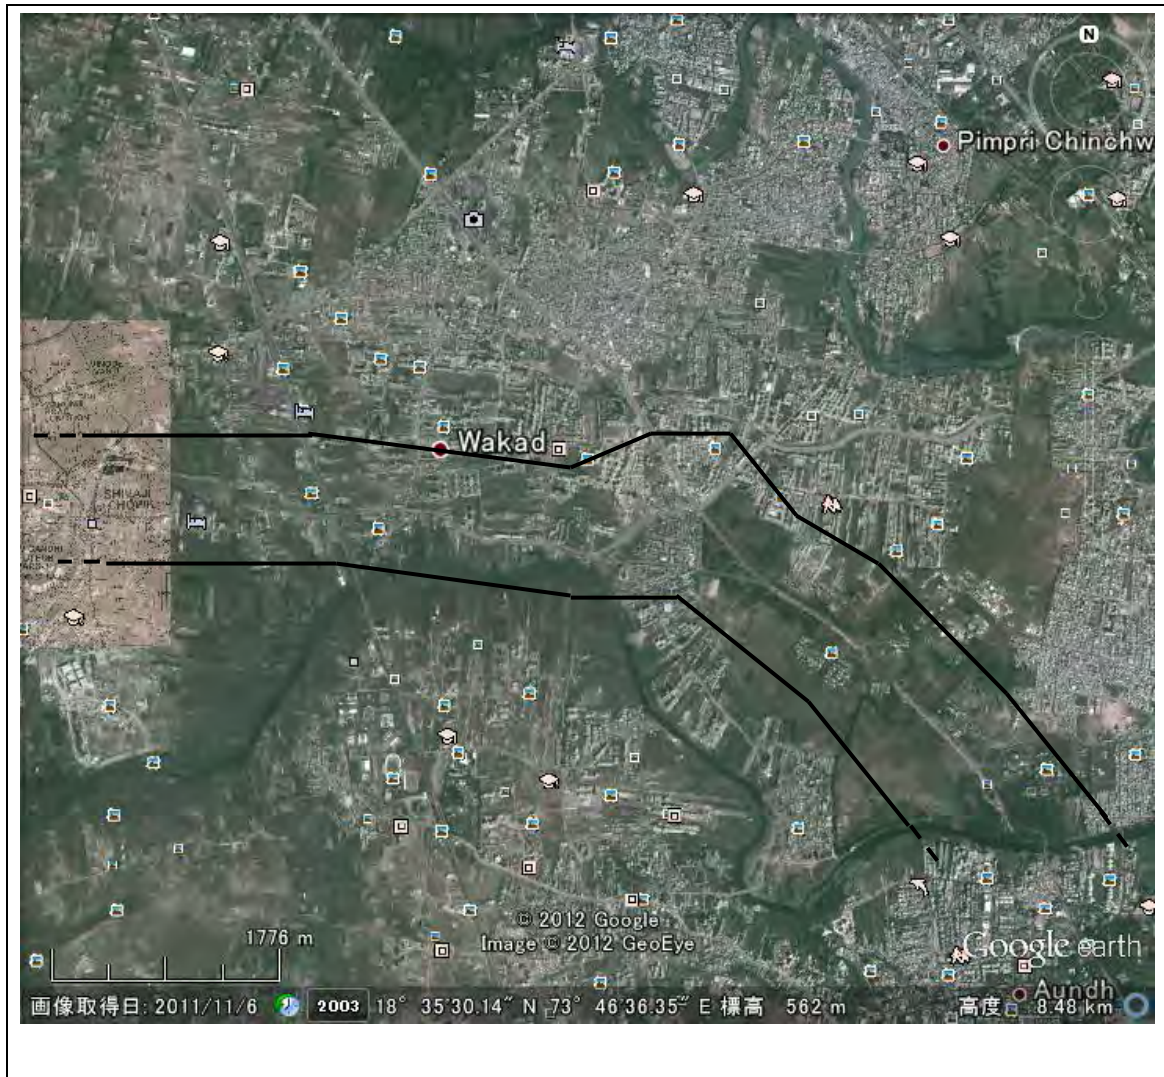 N
Pimpri Chinchw
Wakad
SHIVAJI
CHOWK
© 2012 Google
Image © 2012 GeoEye
1776 m
Google earth
Aundh
画像取得日: 2011/11/6 2003 18° 35'30.14" N 73° 46'36.35" E 標高 562 m 高度 8.48 km